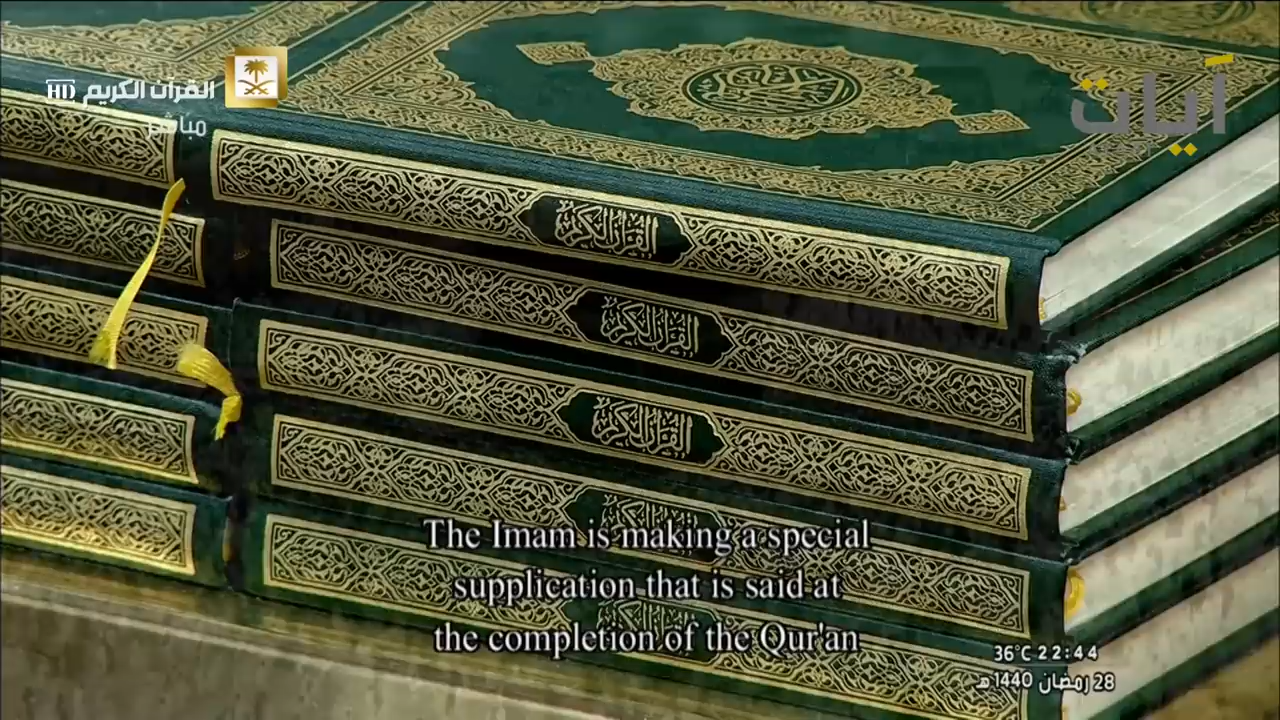 القرآن الكريم HD
مباشر
آيات
القرآن الكريم
القرآن الكريم
القرآن الكريم
The Imam is making a special
supplication that is said at
the completion of the Qur'an
36°C 22:44
28 رمضان 1440هـ